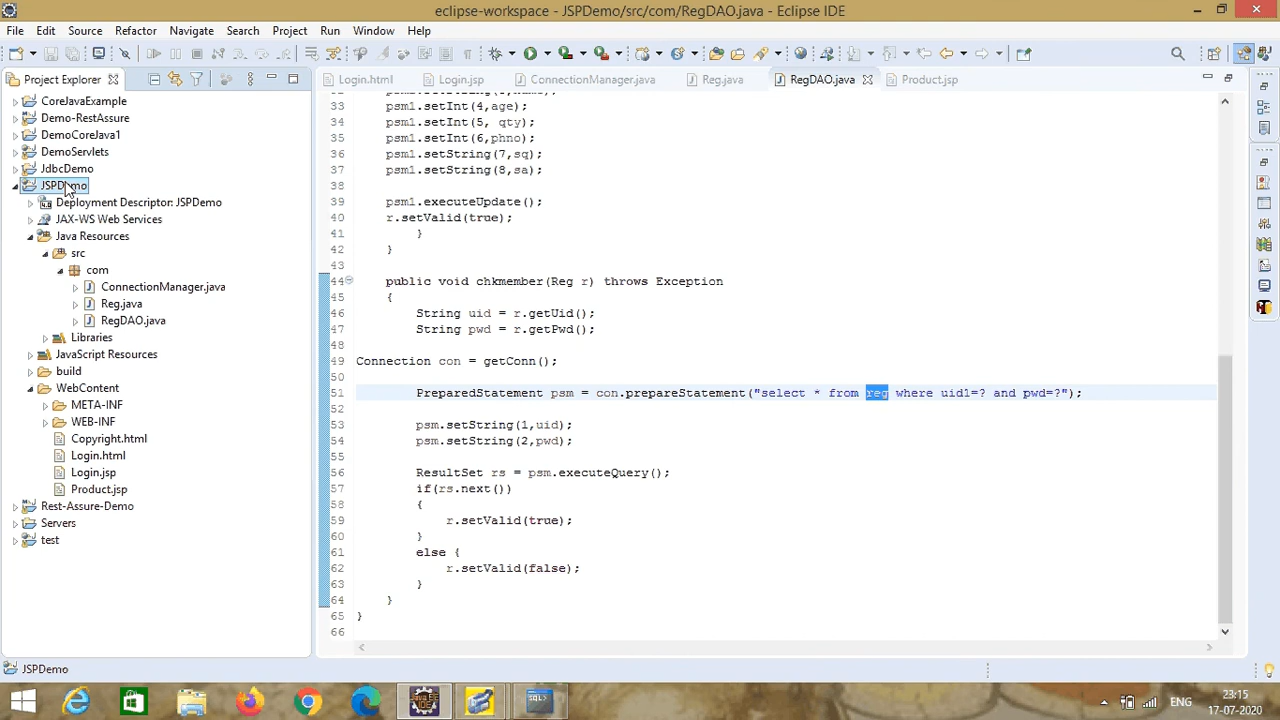 eclipse-workspace - JSPDemo/src/com/RegDAO.java - Eclipse IDE
File Edit Source Refactor Navigate Search Project Run Window Help
Project Explorer
Login.html Login.jsp ConnectionManager.java Reg.java RegDAO.java Product.jsp
CoreJavaExample
Demo-RestAssure
DemoCoreJava1
DemoServlets
JdbcDemo
JSPDemo
Deployment Descriptor: JSPDemo
JAX-WS Web Services
Java Resources
src
com
ConnectionManager.java
Reg.java
RegDAO.java
Libraries
JavaScript Resources
build
WebContent
META-INF
WEB-INF
Copyright.html
Login.html
Login.jsp
Product.jsp
Rest-Assure-Demo
Servers
test
33 psm1.setInt(4,age);
34 psm1.setInt(5, qty);
35 psm1.setInt(6,phno);
36 psm1.setString(7,sq);
37 psm1.setString(8,sa);
38
39 psm1.executeUpdate();
40 r.setValid(true);
41 }
42 }
43
44 public void chkmember(Reg r) throws Exception
45 {
46 String uid = r.getUid();
47 String pwd = r.getPwd();
48
49 Connection con = getConn();
50
51 PreparedStatement psm = con.prepareStatement("select * from reg where uid1=? and pwd=?");
52
53 psm.setString(1,uid);
54 psm.setString(2,pwd);
55
56 ResultSet rs = psm.executeQuery();
57 if(rs.next())
58 {
59 r.setValid(true);
60 }
61 else {
62 r.setValid(false);
63 }
64 }
65 }
66
JSPDemo
ENG
23:15
17-07-2020